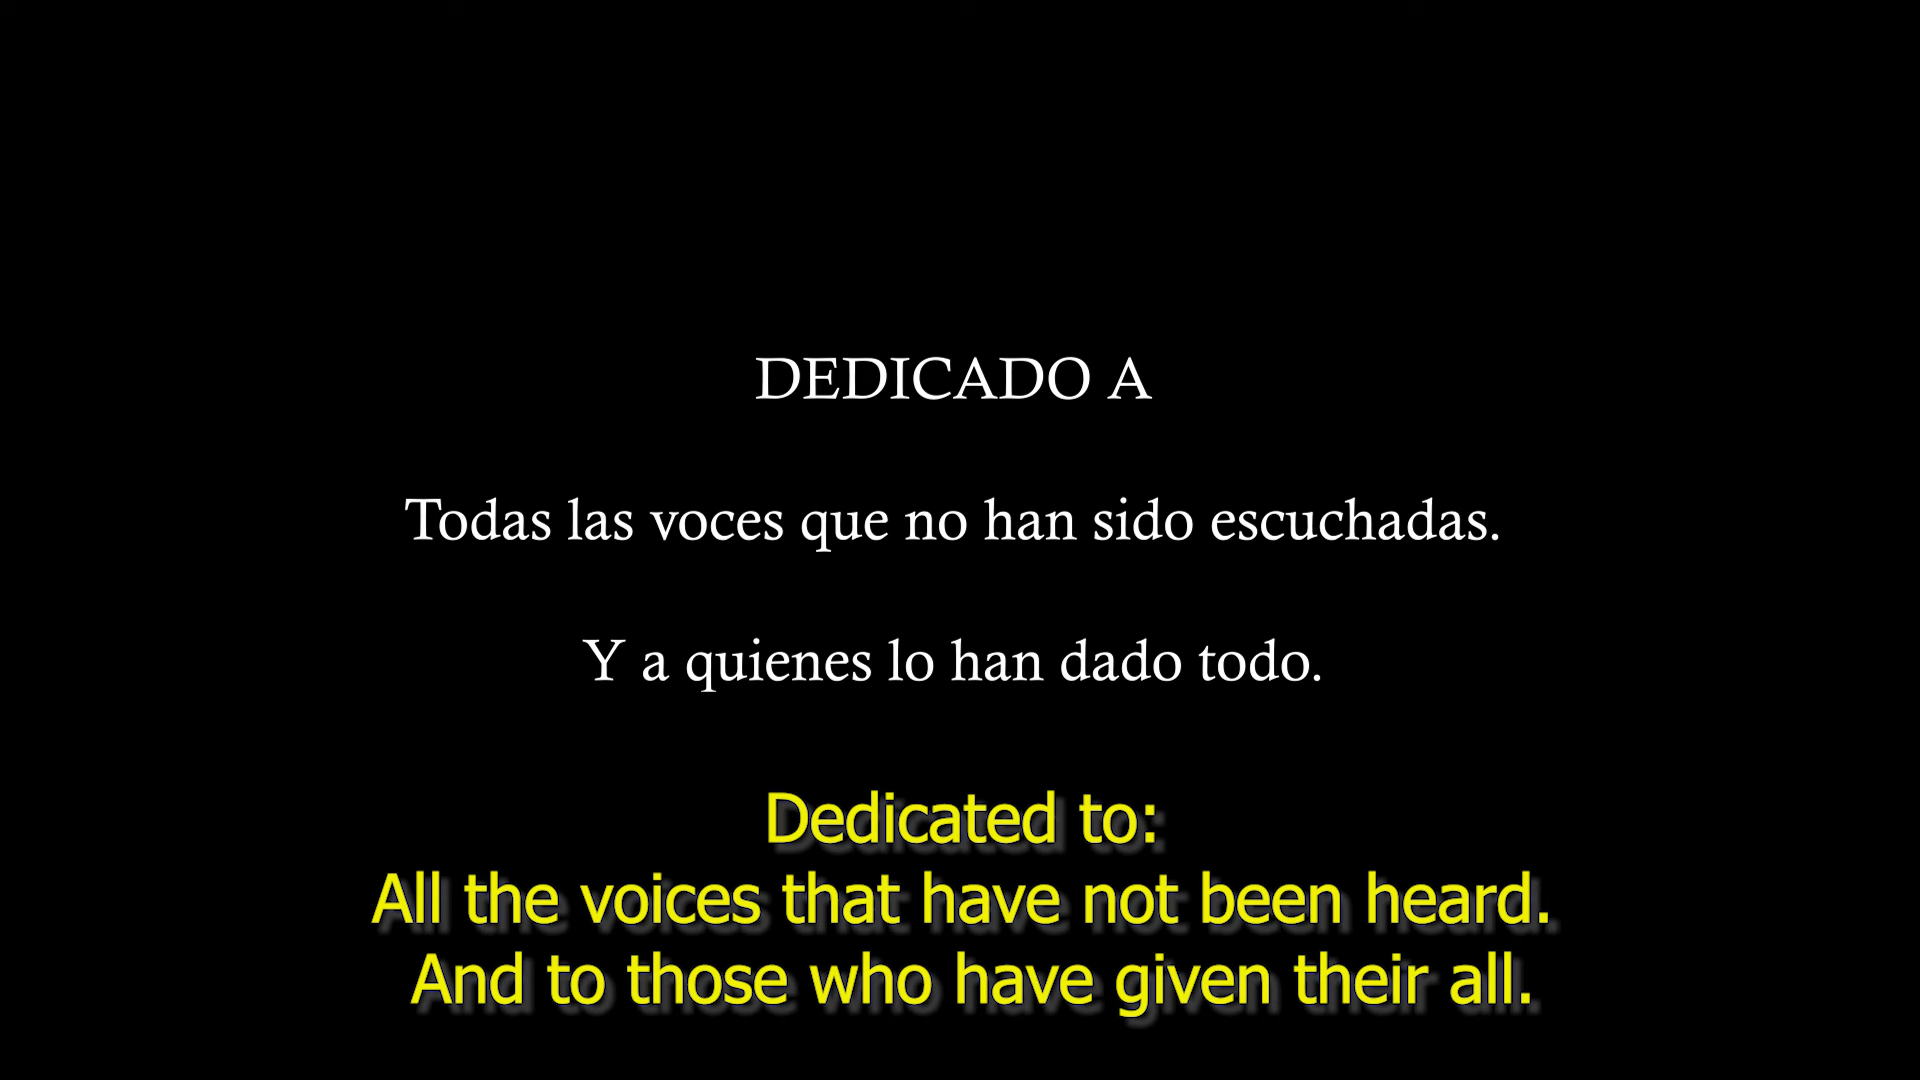 DEDICADO A
Todas las voces que no han sido escuchadas.
Y a quienes lo han dado todo.
Dedicated to:
All the voices that have not been heard.
And to those who have given their all.